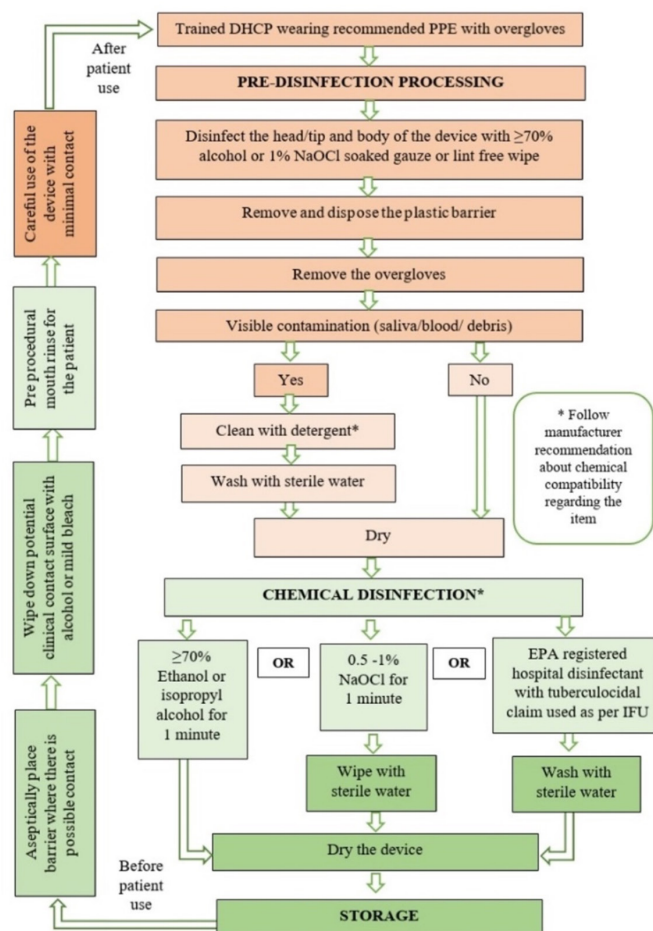 Trained DHCP wearing recommended PPE with overgloves
After
patient
use
PRE-DISINFECTION PROCESSING
Disinfect the head/tip and body of the device with ≥70%
alcohol or 1% NaOCl soaked gauze or lint free wipe
Remove and dispose the plastic barrier
Remove the overgloves
Visible contamination (saliva/blood/ debris)
Yes
No
Clean with detergent*
Wash with sterile water
Dry
* Follow
manufacturer
recommendation
about chemical
compatibility
regarding the
item
CHEMICAL DISINFECTION*
≥70%
Ethanol or
isopropyl
alcohol for
1 minute
OR
0.5 -1%
NaOCl for
1 minute
OR
EPA registered
hospital disinfectant
with tuberculocidal
claim used as per IFU
Wipe with
sterile water
Wash with
sterile water
Dry the device
STORAGE
Before
patient
use
Aseptically place
barrier where there is
possible contact
Wipe down potential
clinical contact surface with
alcohol or mild bleach
Pre procedural
mouth rinse for
the patient
Careful use of the
device with
minimal contact